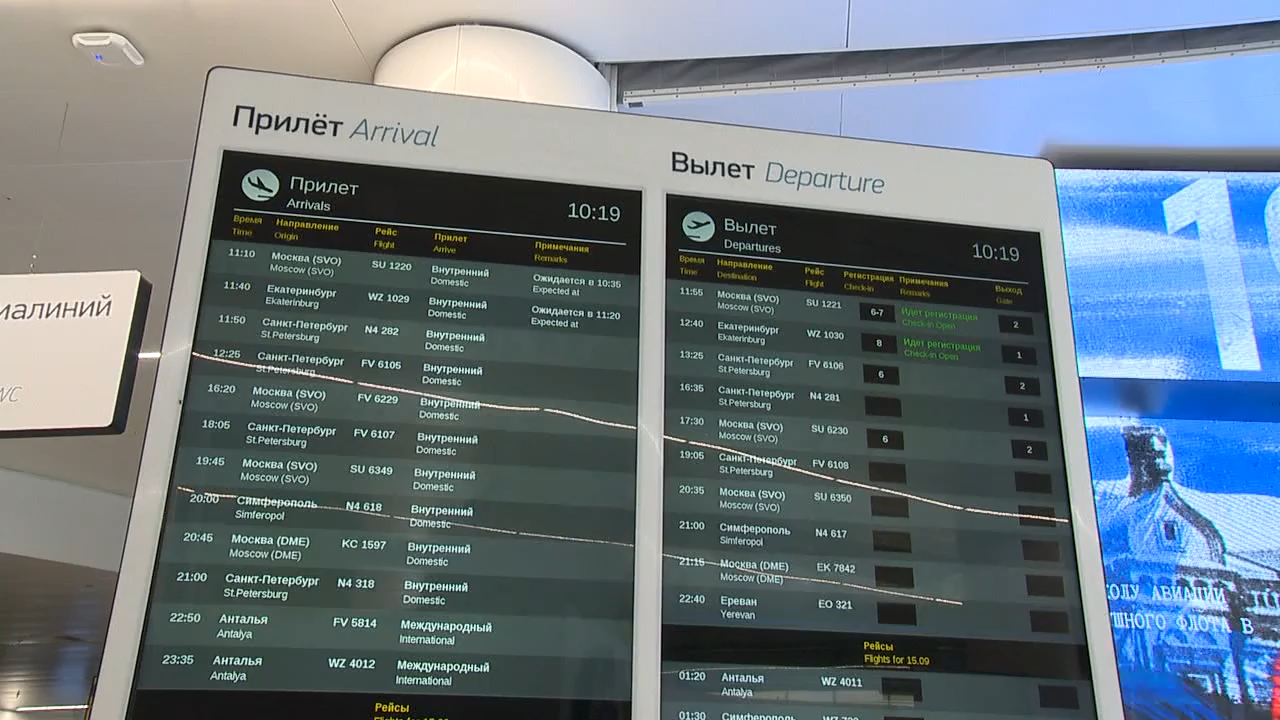 Прилёт Arrival
Прилет
Arrivals
10:19
Время Направление Рейс Прилет Примечания
Time Origin Flight Arrive Remarks
11:10 Москва (SVO) SU 1220 Внутренний Ожидается в 10:35
Moscow (SVO) Domestic Expected at
11:40 Екатеринбург WZ 1029 Внутренний Ожидается в 11:20
Ekaterinburg Domestic Expected at
11:50 Санкт-Петербург N4 282 Внутренний
St.Petersburg Domestic
12:25 Санкт-Петербург FV 6105 Внутренний
St.Petersburg Domestic
16:20 Москва (SVO) FV 6229 Внутренний
Moscow (SVO) Domestic
18:05 Санкт-Петербург FV 6107 Внутренний
St.Petersburg Domestic
19:45 Москва (SVO) SU 6349 Внутренний
Moscow (SVO) Domestic
20:00 Симферополь N4 618 Внутренний
Simferopol Domestic
20:45 Москва (DME) KC 1597 Внутренний
Moscow (DME) Domestic
21:00 Санкт-Петербург N4 318 Внутренний
St.Petersburg Domestic
22:50 Анталья FV 5814 Международный
Antalya International
23:35 Анталья WZ 4012 Международный
Antalya International
Рейсы
Вылет Departure
Вылет
Departures
10:19
Время Направление Рейс Регистрация Примечания Выход
Time Destination Flight Check-in Remarks Gate
11:55 Москва (SVO) SU 1221 6-7 Идет регистрация 2
Moscow (SVO) Check-in Open
12:40 Екатеринбург WZ 1030 8 Идет регистрация 1
Ekaterinburg Check-in Open
13:25 Санкт-Петербург FV 6106 6 2
St.Petersburg
16:35 Санкт-Петербург N4 281 1
St.Petersburg
17:30 Москва (SVO) SU 6230 6 2
Moscow (SVO)
19:05 Санкт-Петербург FV 6108
St.Petersburg
20:35 Москва (SVO) SU 6350
Moscow (SVO)
21:00 Симферополь N4 617
Simferopol
21:15 Москва (DME) EK 7842
Moscow (DME)
22:40 Ереван EO 321
Yerevan
Рейсы
Flights for 15.09
01:20 Анталья WZ 4011
Antalya
01:30 Симферополь
иалиний
WC
АВИАЦИИ
ФЛОТА В